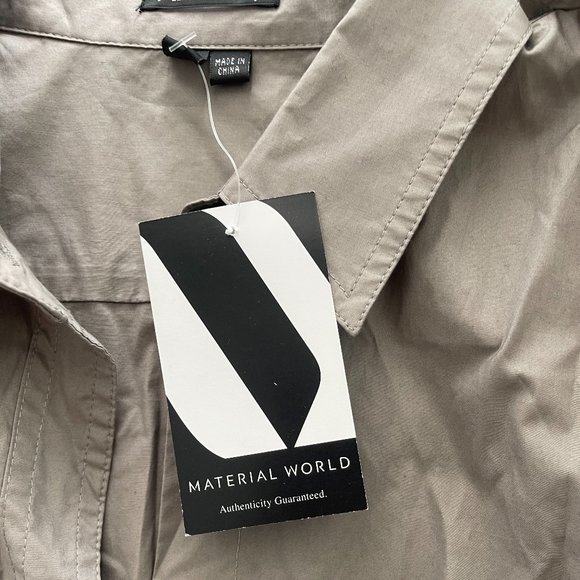 MADE IN
CHINA
MATERIAL WORLD
Authenticity Guaranteed.